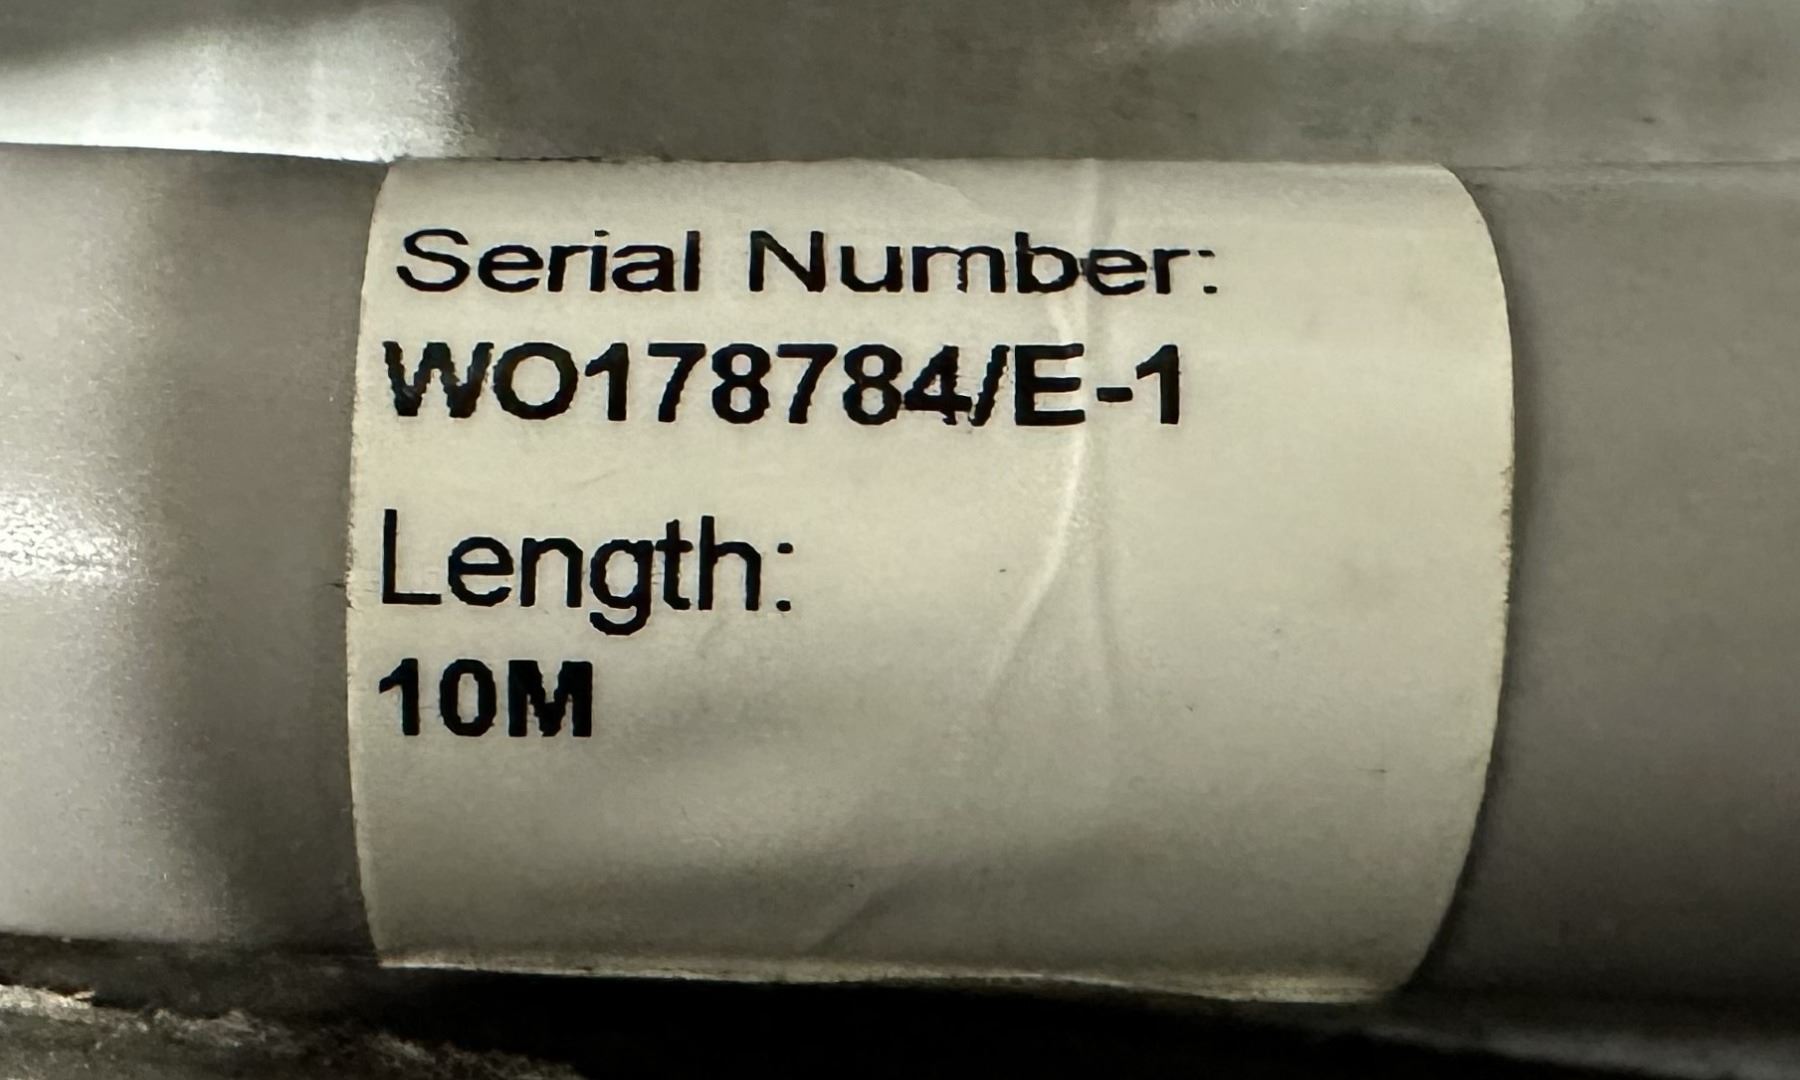 Serial Number:
WO178784/E-1
Length:
10M